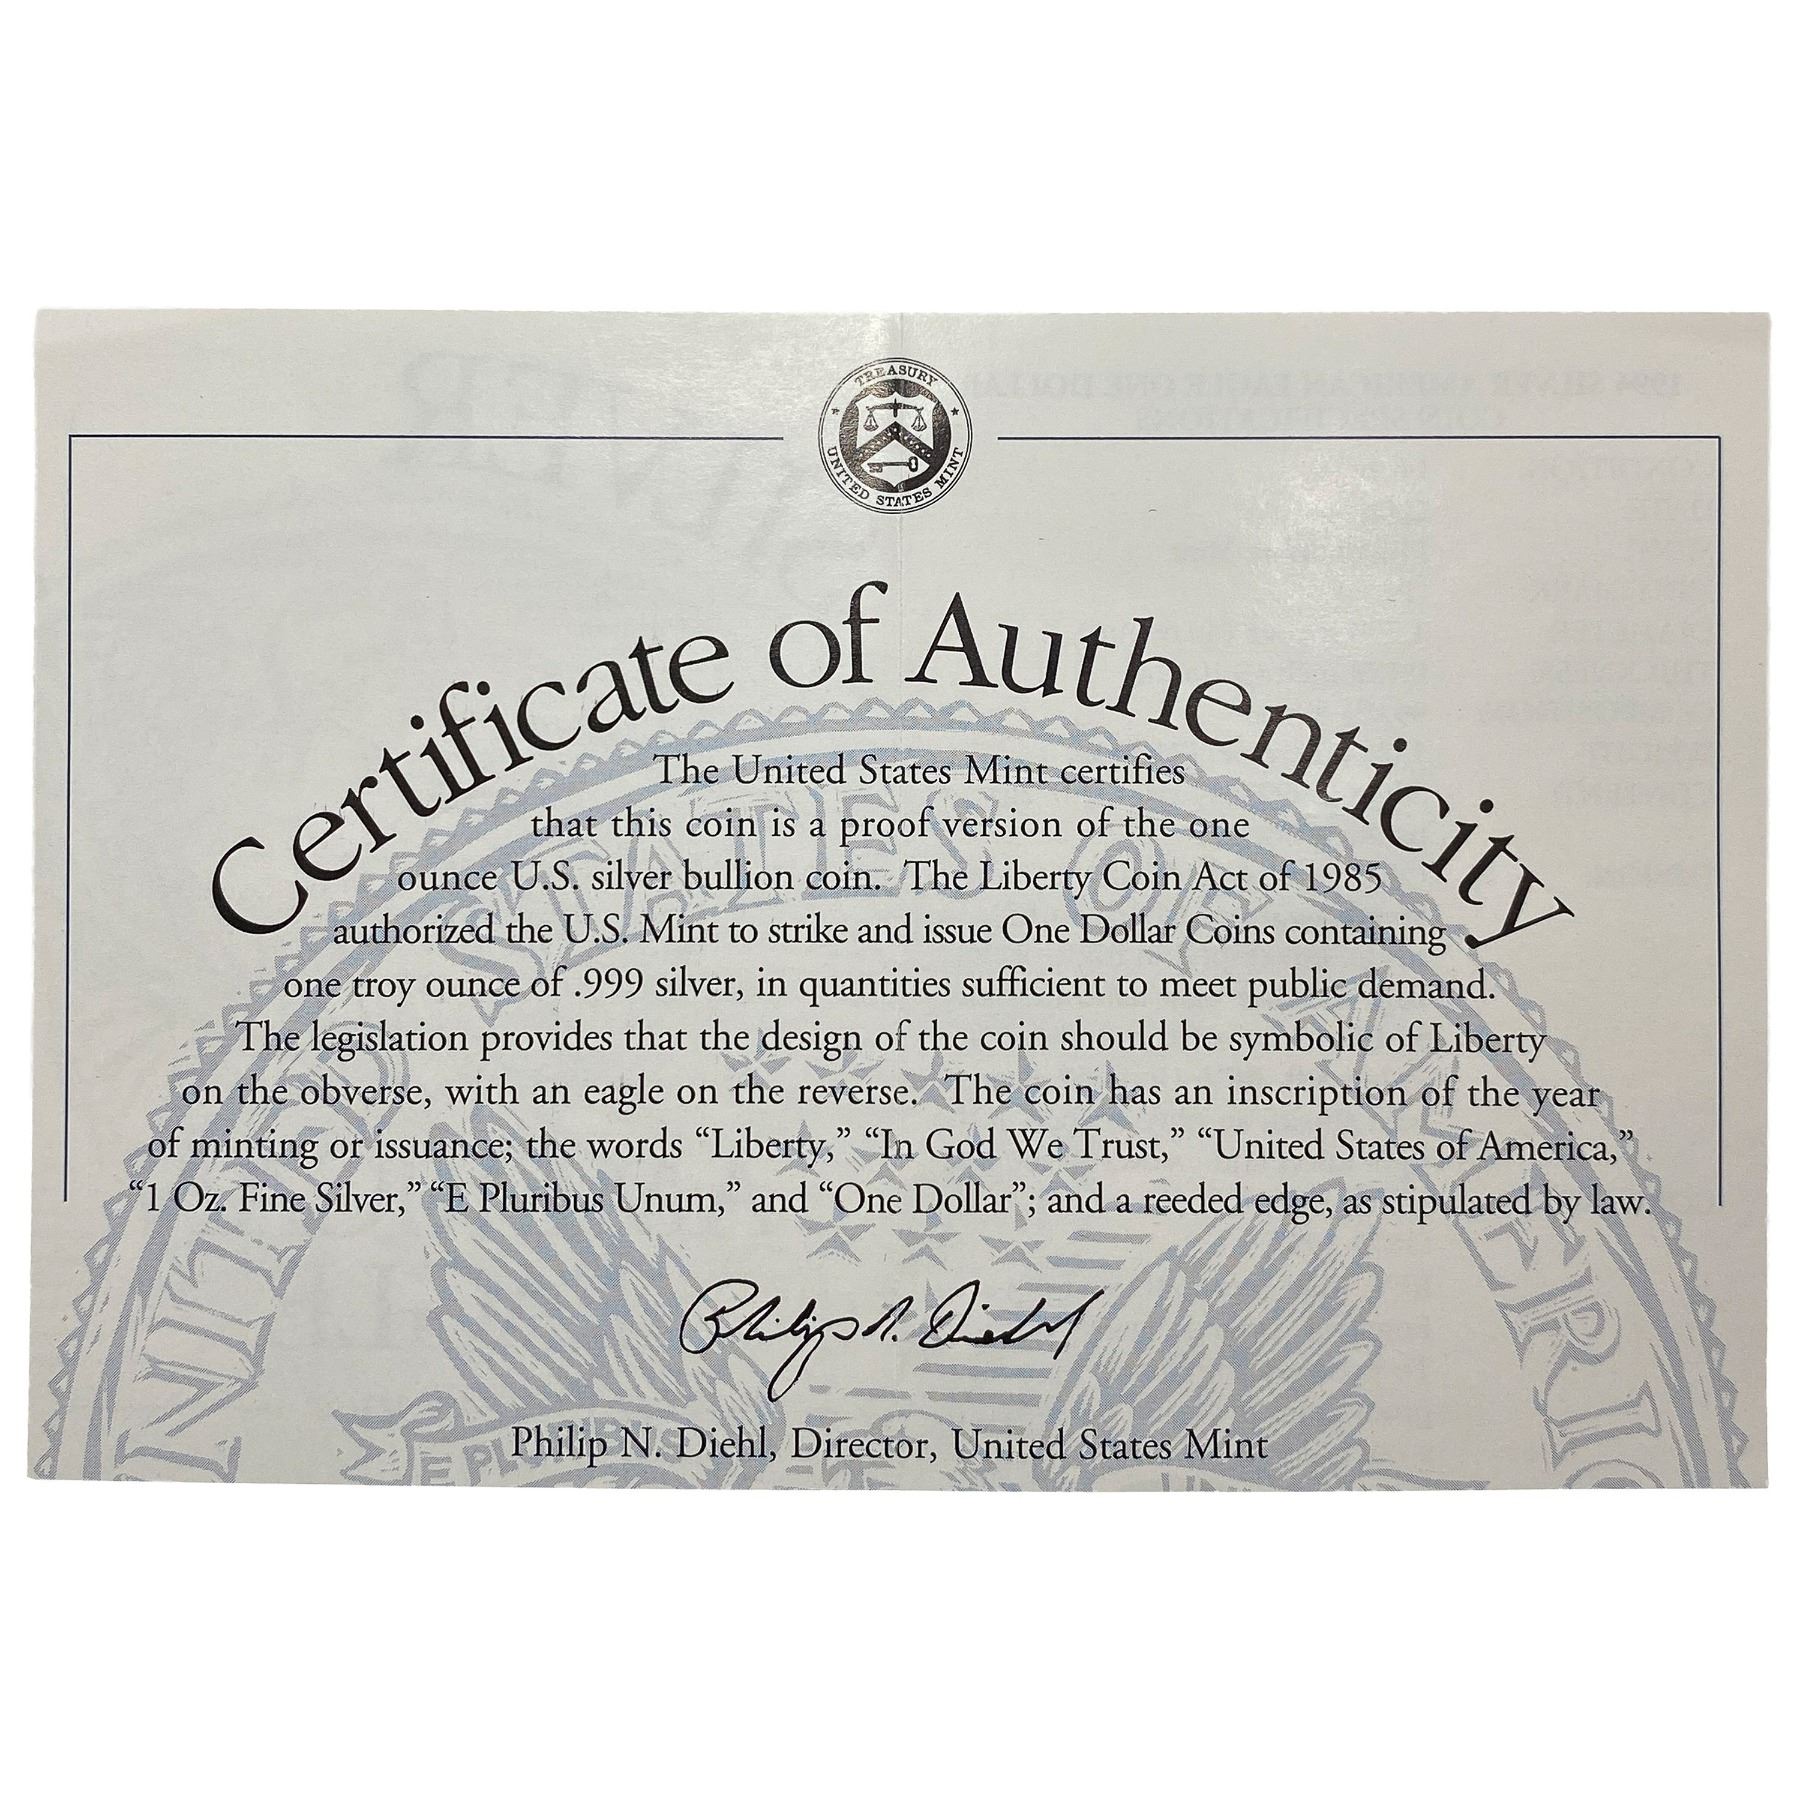 TREASURY
UNITED STATES MINT
Certificate of Authenticity
The United States Mint certifies
that this coin is a proof version of the one
ounce U.S. silver bullion coin. The Liberty Coin Act of 1985
authorized the U.S. Mint to strike and issue One Dollar Coins containing
one troy ounce of .999 silver, in quantities sufficient to meet public demand.
The legislation provides that the design of the coin should be symbolic of Liberty
on the obverse, with an eagle on the reverse. The coin has an inscription of the year
of minting or issuance; the words “Liberty,” “In God We Trust,” “United States of America,”
“1 Oz. Fine Silver,” “E Pluribus Unum,” and “One Dollar”; and a reeded edge, as stipulated by law.
Philip N. Diehl
Philip N. Diehl, Director, United States Mint
UNITED STATES OF AMERIC
E PLURIBUS